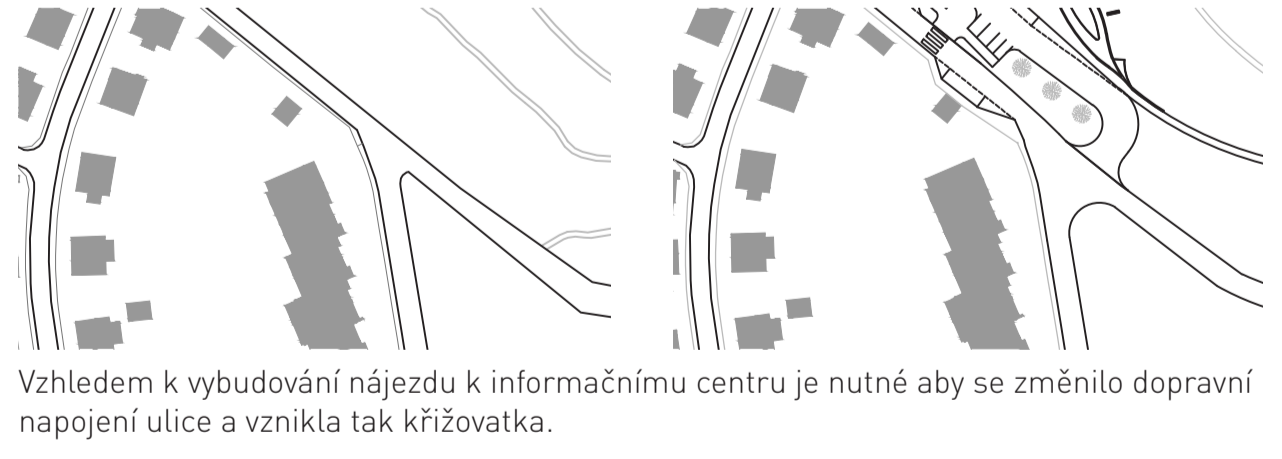 Vzhledem k vybudování nájezdu k informačnímu centru je nutné aby se změnilo dopravní
napojení ulice a vznikla tak křižovatka.